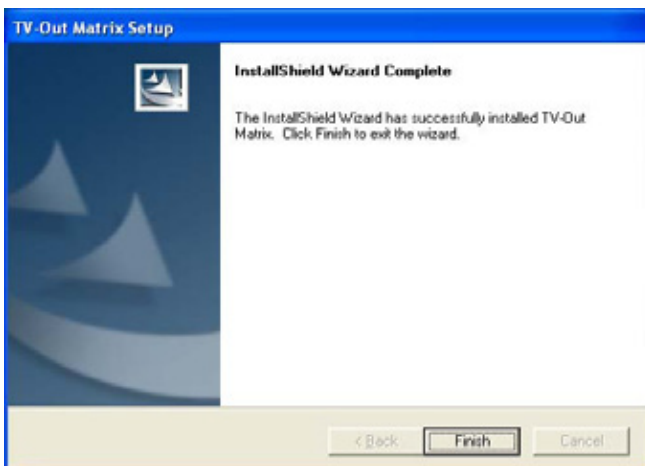 TV-Out Matrix Setup
InstallShield Wizard Complete
The InstallShield Wizard has successfully installed TV-Out
Matrix. Click Finish to exit the wizard.
< Back
Finish
Cancel